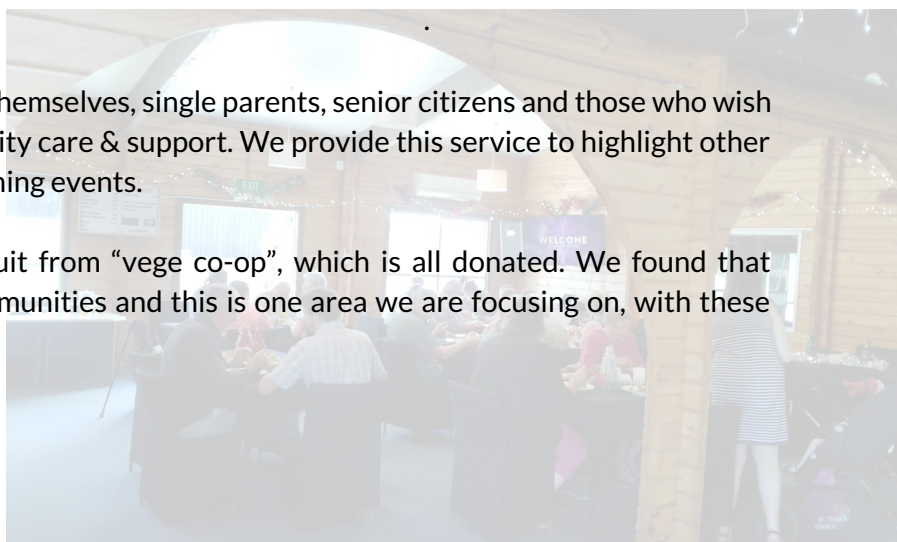 .
hemselves, single parents, senior citizens and those who wish
ity care & support. We provide this service to highlight other
ning events.
uit from “vege co-op”, which is all donated. We found that
munities and this is one area we are focusing on, with these
EXIT
WELCOME